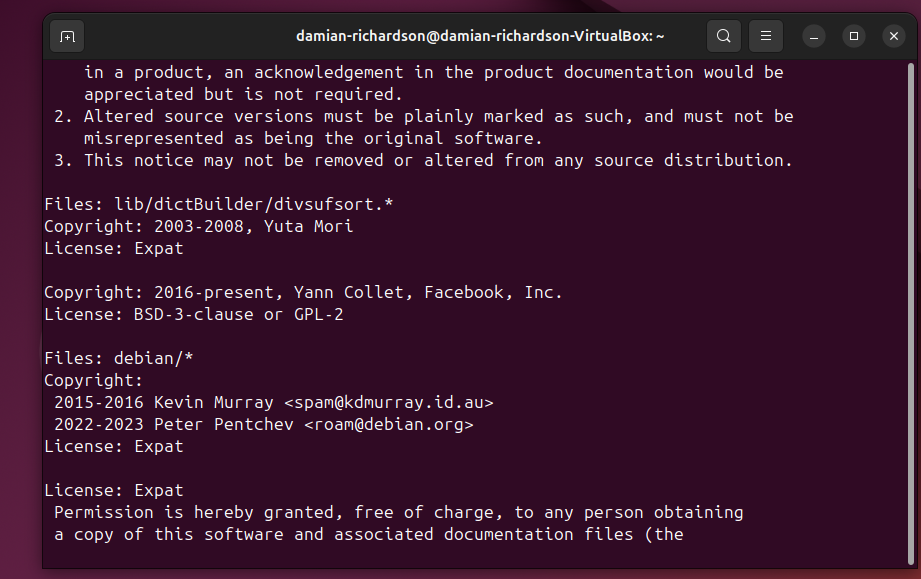 damian-richardson@damian-richardson-VirtualBox: ~
in a product, an acknowledgement in the product documentation would be
appreciated but is not required.
2. Altered source versions must be plainly marked as such, and must not be
misrepresented as being the original software.
3. This notice may not be removed or altered from any source distribution.
Files: lib/dictBuilder/divsufsort.*
Copyright: 2003-2008, Yuta Mori
License: Expat
Copyright: 2016-present, Yann Collet, Facebook, Inc.
License: BSD-3-clause or GPL-2
Files: debian/*
Copyright:
2015-2016 Kevin Murray <spam@kdmurray.id.au>
2022-2023 Peter Pentchev <roam@debian.org>
License: Expat
License: Expat
Permission is hereby granted, free of charge, to any person obtaining
a copy of this software and associated documentation files (the